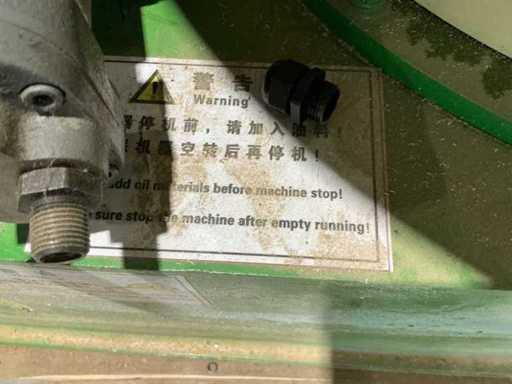 警告
Warning
停机前，请加入油料
机 空转后再停机！
add oil materials before machine stop!
sure stop the machine after empty running!